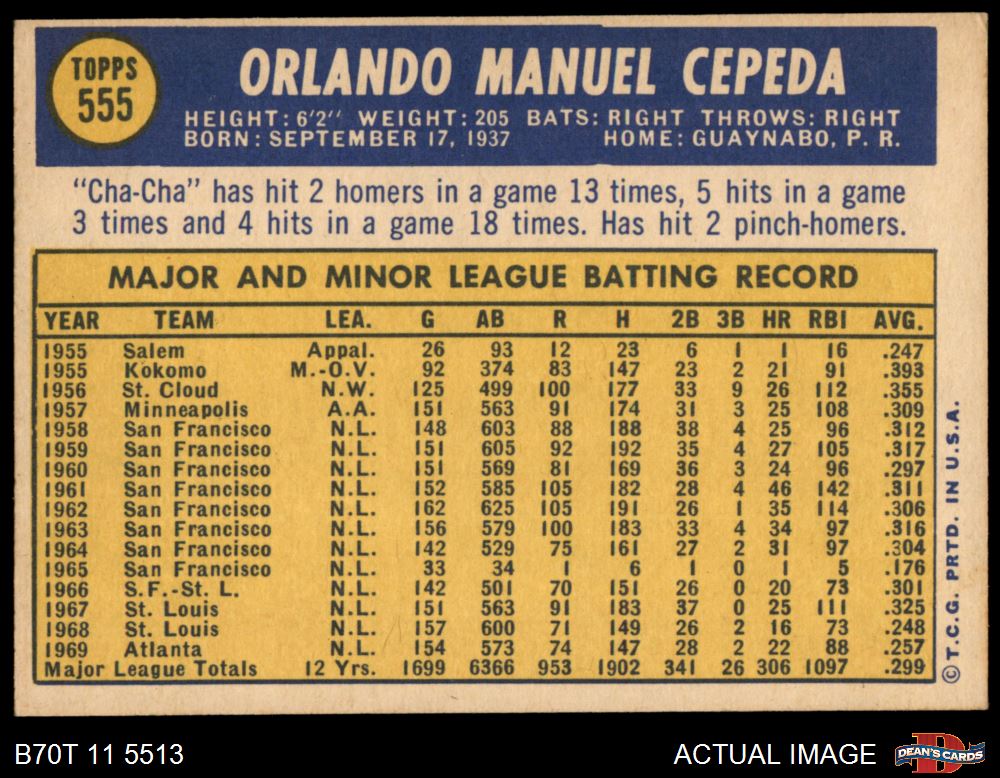 TOPPS
555
ORLANDO MANUEL CEPEDA
HEIGHT: 6'2" WEIGHT: 205 BATS: RIGHT THROWS: RIGHT
BORN: SEPTEMBER 17, 1937 HOME: GUAYNABO, P. R.
"Cha-Cha" has hit 2 homers in a game 13 times, 5 hits in a game
3 times and 4 hits in a game 18 times. Has hit 2 pinch-homers.
MAJOR AND MINOR LEAGUE BATTING RECORD
YEAR TEAM LEA. G AB R H 2B 3B HR RBI AVG.
1955 Salem Appal. 26 93 12 23 6 1 1 16 .247
1955 Kokomo M.-O.V. 92 374 83 147 23 2 21 91 .393
1956 St. Cloud N.W. 125 499 100 177 33 9 26 112 .355
1957 Minneapolis A.A. 151 563 91 174 31 3 25 108 .309
1958 San Francisco N.L. 148 603 88 188 38 4 25 96 .312
1959 San Francisco N.L. 151 605 92 192 35 4 27 105 .317
1960 San Francisco N.L. 151 569 81 169 36 3 24 96 .297
1961 San Francisco N.L. 152 585 105 182 28 4 46 142 .311
1962 San Francisco N.L. 162 625 105 191 26 1 35 114 .306
1963 San Francisco N.L. 156 579 100 183 33 4 34 97 .316
1964 San Francisco N.L. 142 529 75 161 27 2 31 97 .304
1965 San Francisco N.L. 33 34 1 6 1 0 1 5 .176
1966 S.F.-St. L. N.L. 142 501 70 151 26 0 20 73 .301
1967 St. Louis N.L. 151 563 91 183 37 0 25 111 .325
1968 St. Louis N.L. 157 600 71 149 26 2 16 73 .248
1969 Atlanta N.L. 154 573 74 147 28 2 22 88 .257
Major League Totals 12 Yrs. 1699 6366 953 1902 341 26 306 1097 .299
© T.C.G. PRTD. IN U.S.A.
B70T 11 5513
ACTUAL IMAGE
DEAN'S CARDS